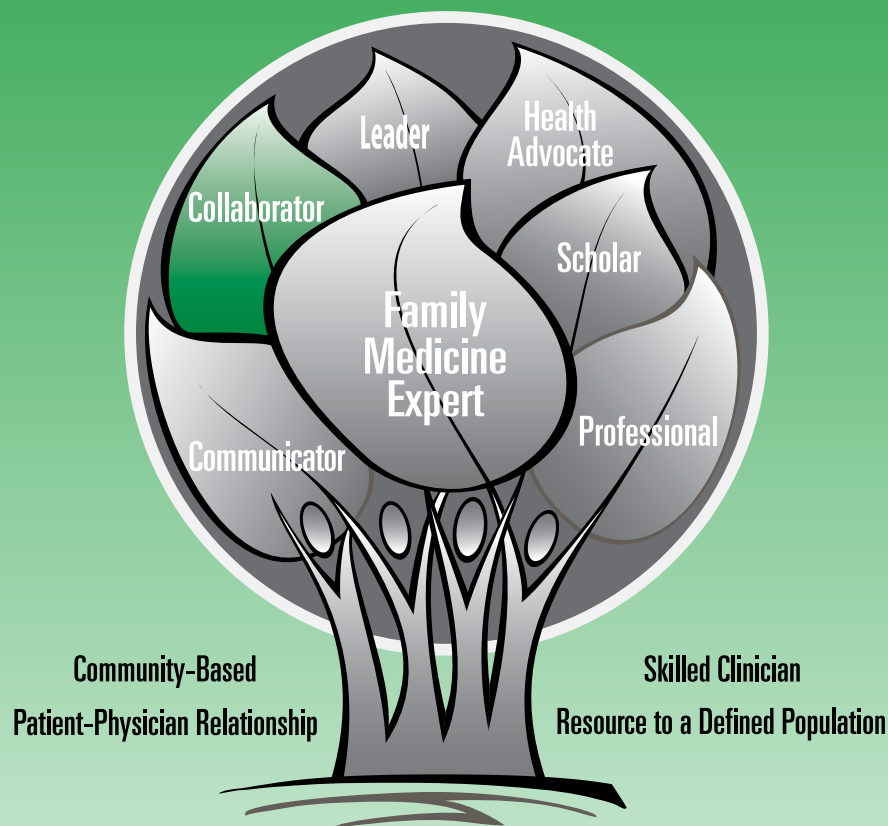 Leader
Health
Advocate
Collaborator
Scholar
Family
Medicine
Expert
Professional
Communicator
Community-Based
Patient-Physician Relationship
Skilled Clinician
Resource to a Defined Population